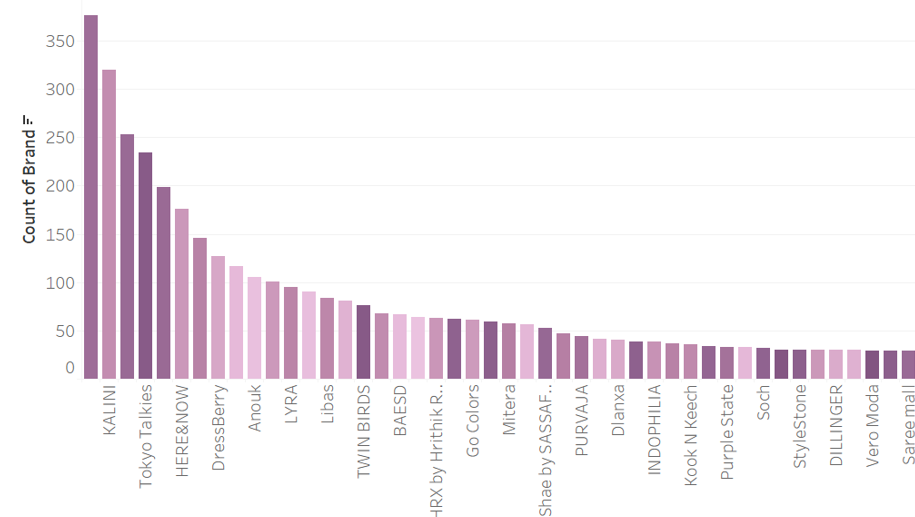 Count of Brand
350
300
250
200
150
100
50
0
KALINI
Tokyo Talkies
HERE&NOW
DressBerry
Anouk
LYRA
Libas
TWIN BIRDS
BAESD
HRX by Hrithik R..
Go Colors
Mitera
Shae by SASSAF..
PURVAJA
Dlanxa
INDOPHILIA
Kook N Keech
Purple State
Soch
StyleStone
DILLINGER
Vero Moda
Saree mall